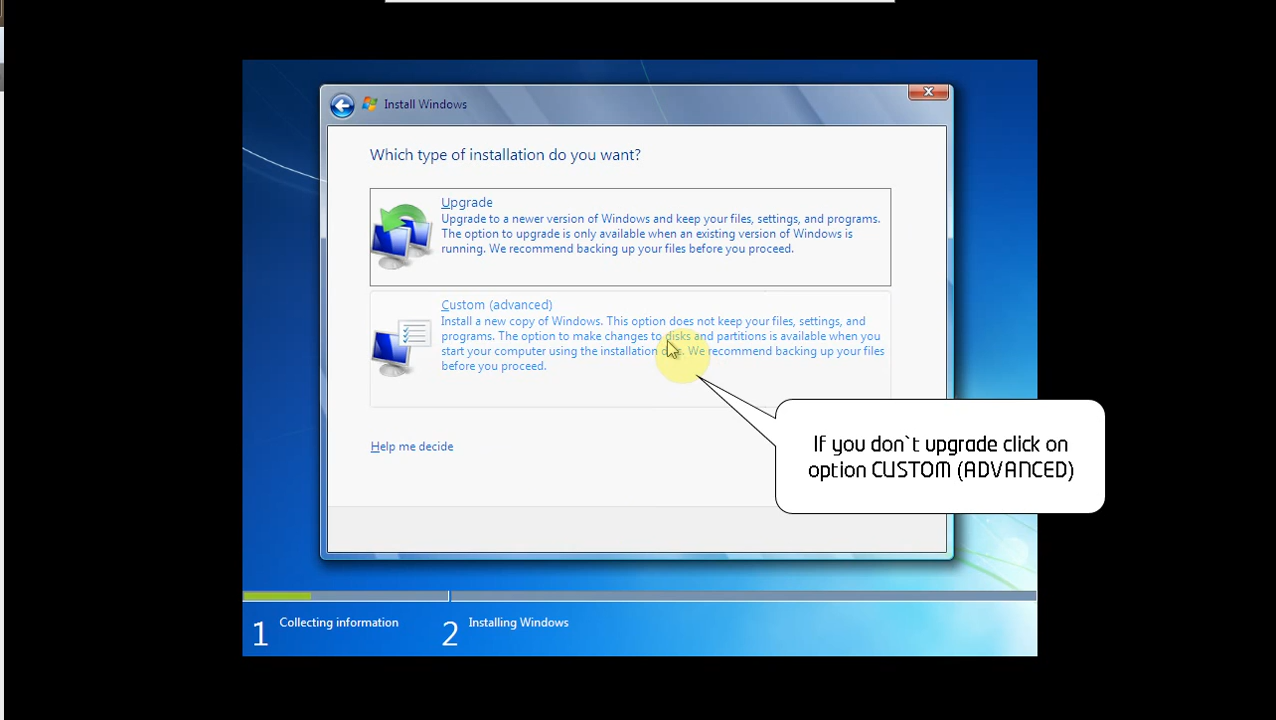 Install Windows
Which type of installation do you want?
Upgrade
Upgrade to a newer version of Windows and keep your files, settings, and programs.
The option to upgrade is only available when an existing version of Windows is
running. We recommend backing up your files before you proceed.
Custom (advanced)
Install a new copy of Windows. This option does not keep your files, settings, and
programs. The option to make changes to disks and partitions is available when you
start your computer using the installation disc. We recommend backing up your files
before you proceed.
Help me decide
If you don`t upgrade click on
option CUSTOM (ADVANCED)
1 Collecting information
2 Installing Windows